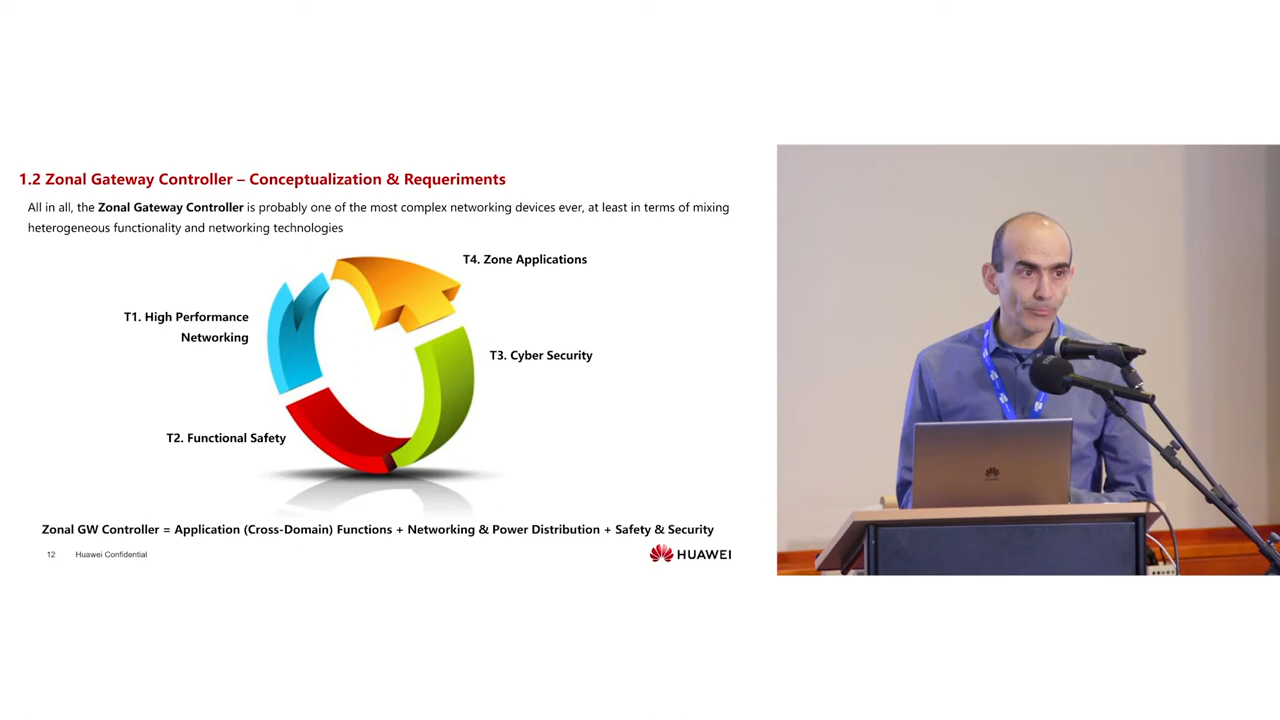 1.2 Zonal Gateway Controller – Conceptualization & Requeriments
All in all, the Zonal Gateway Controller is probably one of the most complex networking devices ever, at least in terms of mixing
heterogeneous functionality and networking technologies
T4. Zone Applications
T1. High Performance
Networking
T3. Cyber Security
T2. Functional Safety
Zonal GW Controller = Application (Cross-Domain) Functions + Networking & Power Distribution + Safety & Security
12 Huawei Confidential
HUAWEI